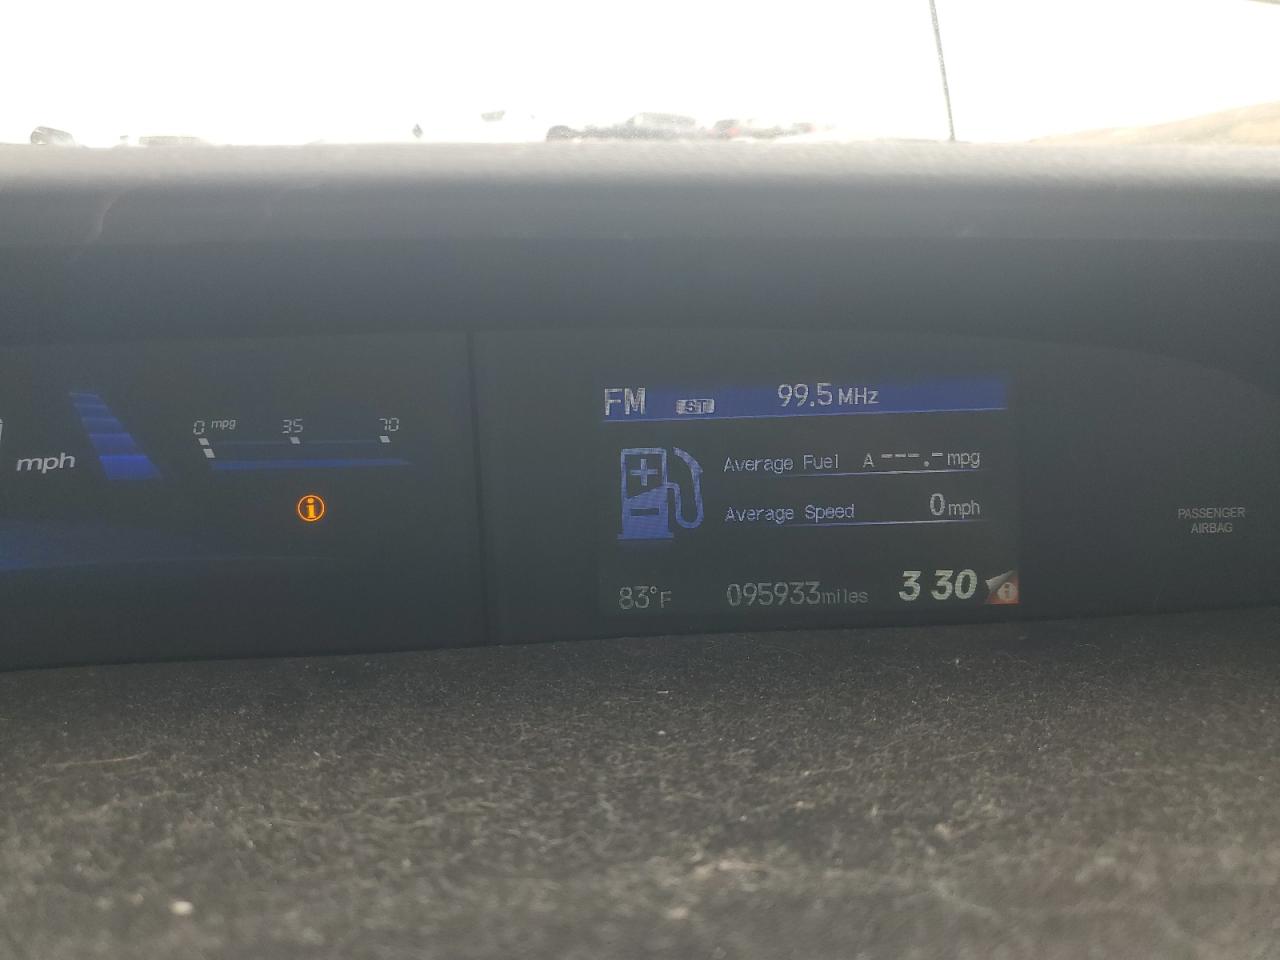 FM ST 99.5 MHz
0 mpg 35 70
mph
Average Fuel A ---.- mpg
Average Speed 0 mph
PASSENGER
AIRBAG
83°F 095933 miles 3 30